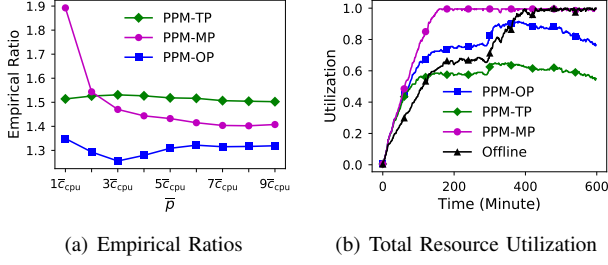 1.9
1.8
1.7
1.6
1.5
1.4
1.3
Empirical Ratio
PPM-TP
PPM-MP
PPM-OP
1c̅cpu 3c̅cpu 5c̅cpu 7c̅cpu 9c̅cpu
p̅
(a) Empirical Ratios
1.0
0.8
0.6
0.4
0.2
0.0
Utilization
PPM-OP
PPM-TP
PPM-MP
Offline
0 200 400 600
Time (Minute)
(b) Total Resource Utilization